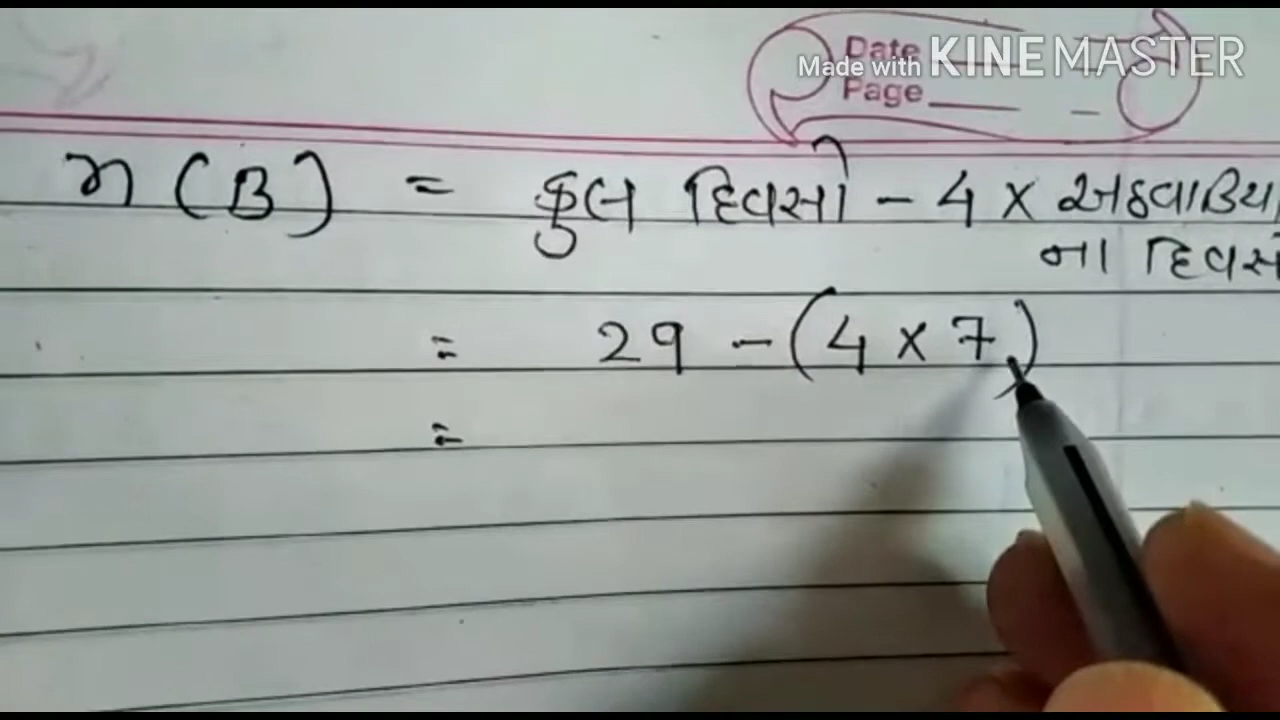 Date
Made with KINEMASTER
Page
n (B) = કુલ દિવસો - 4 × અઠવાડિયા
ના દિવસ
= 29 - (4 × 7)
=